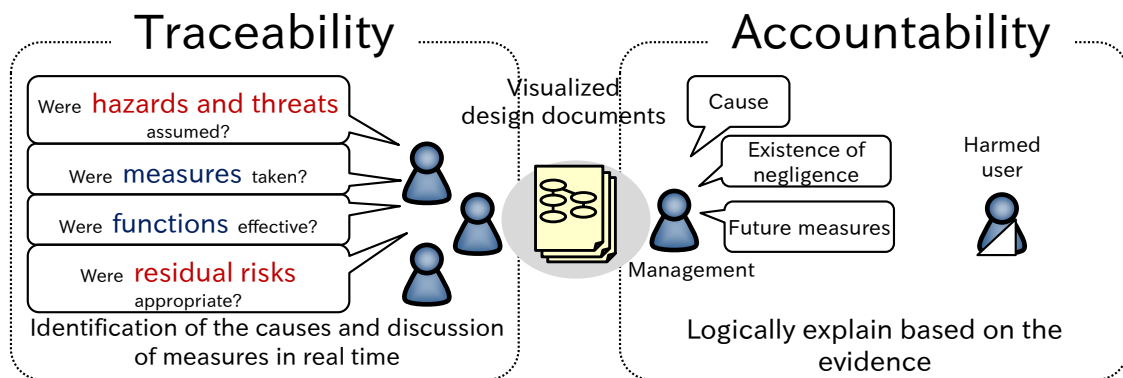 Traceability
Were hazards and threats
assumed?
Were measures taken?
Were functions effective?
Were residual risks
appropriate?
Identification of the causes and discussion
of measures in real time
Visualized
design documents
Accountability
Cause
Existence of
negligence
Future measures
Management
Harmed
user
Logically explain based on the
evidence